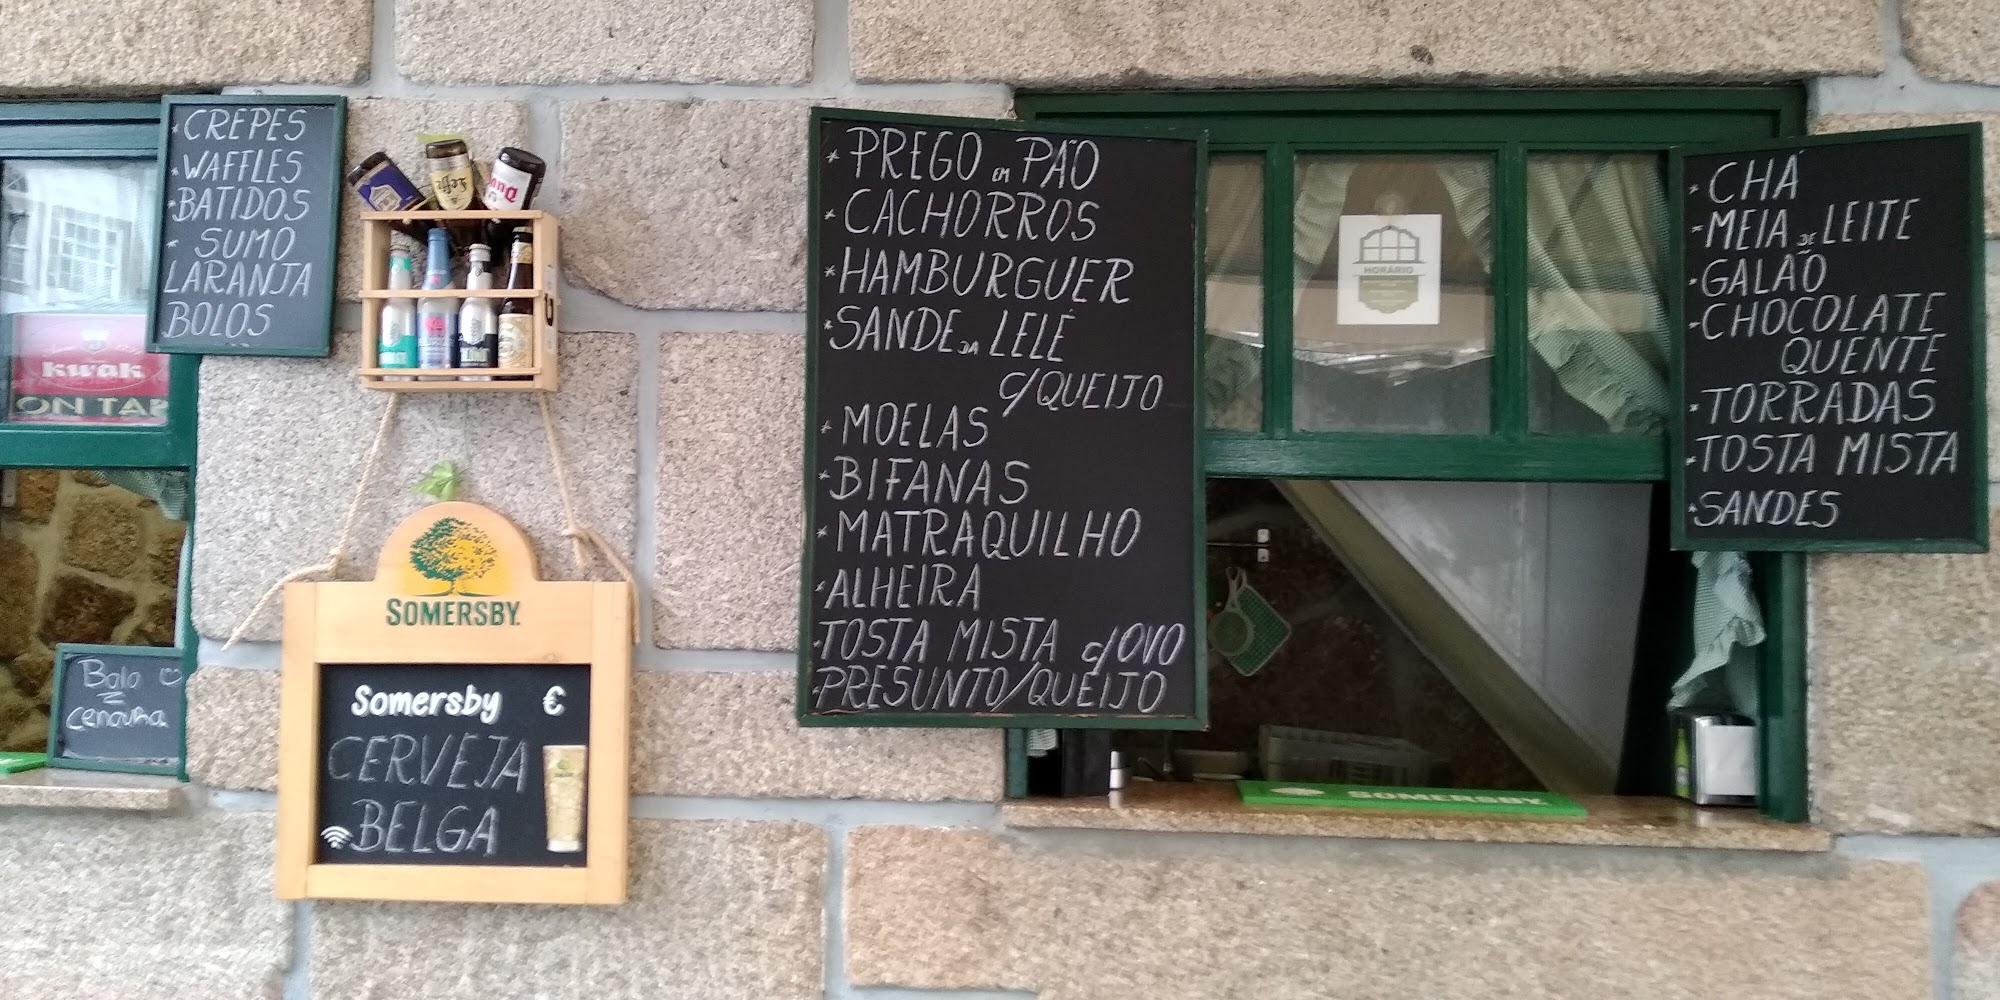 * CREPES
* WAFFLES
* BATIDOS
* SUMO
LARANJA
BOLOS
kwak
ON TAP
Bolo
cenoura
Leffe
SOMERSBY
Somersby €
CERVEJA
BELGA
* PREGO EM PÃO
* CACHORROS
* HAMBURGUER
* SANDE DA LELÉ
C/QUEIJO
* MOELAS
* BIFANAS
* MATRAQUILHO
* ALHEIRA
* TOSTA MISTA C/OVO
* PRESUNTO/QUEIJO
HORÁRIO
SOMERSBY
* CHÁ
* MEIA DE LEITE
* GALÃO
* CHOCOLATE
QUENTE
* TORRADAS
* TOSTA MISTA
* SANDES